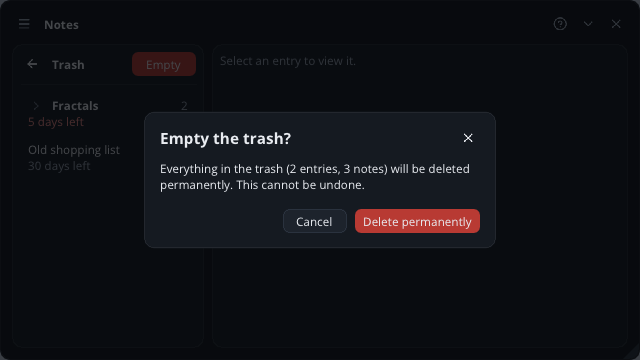 Notes
Trash
Empty
Select an entry to view it.
Fractals 2
5 days left
Old shopping list
30 days left
Empty the trash?
Everything in the trash (2 entries, 3 notes) will be deleted
permanently. This cannot be undone.
Cancel
Delete permanently